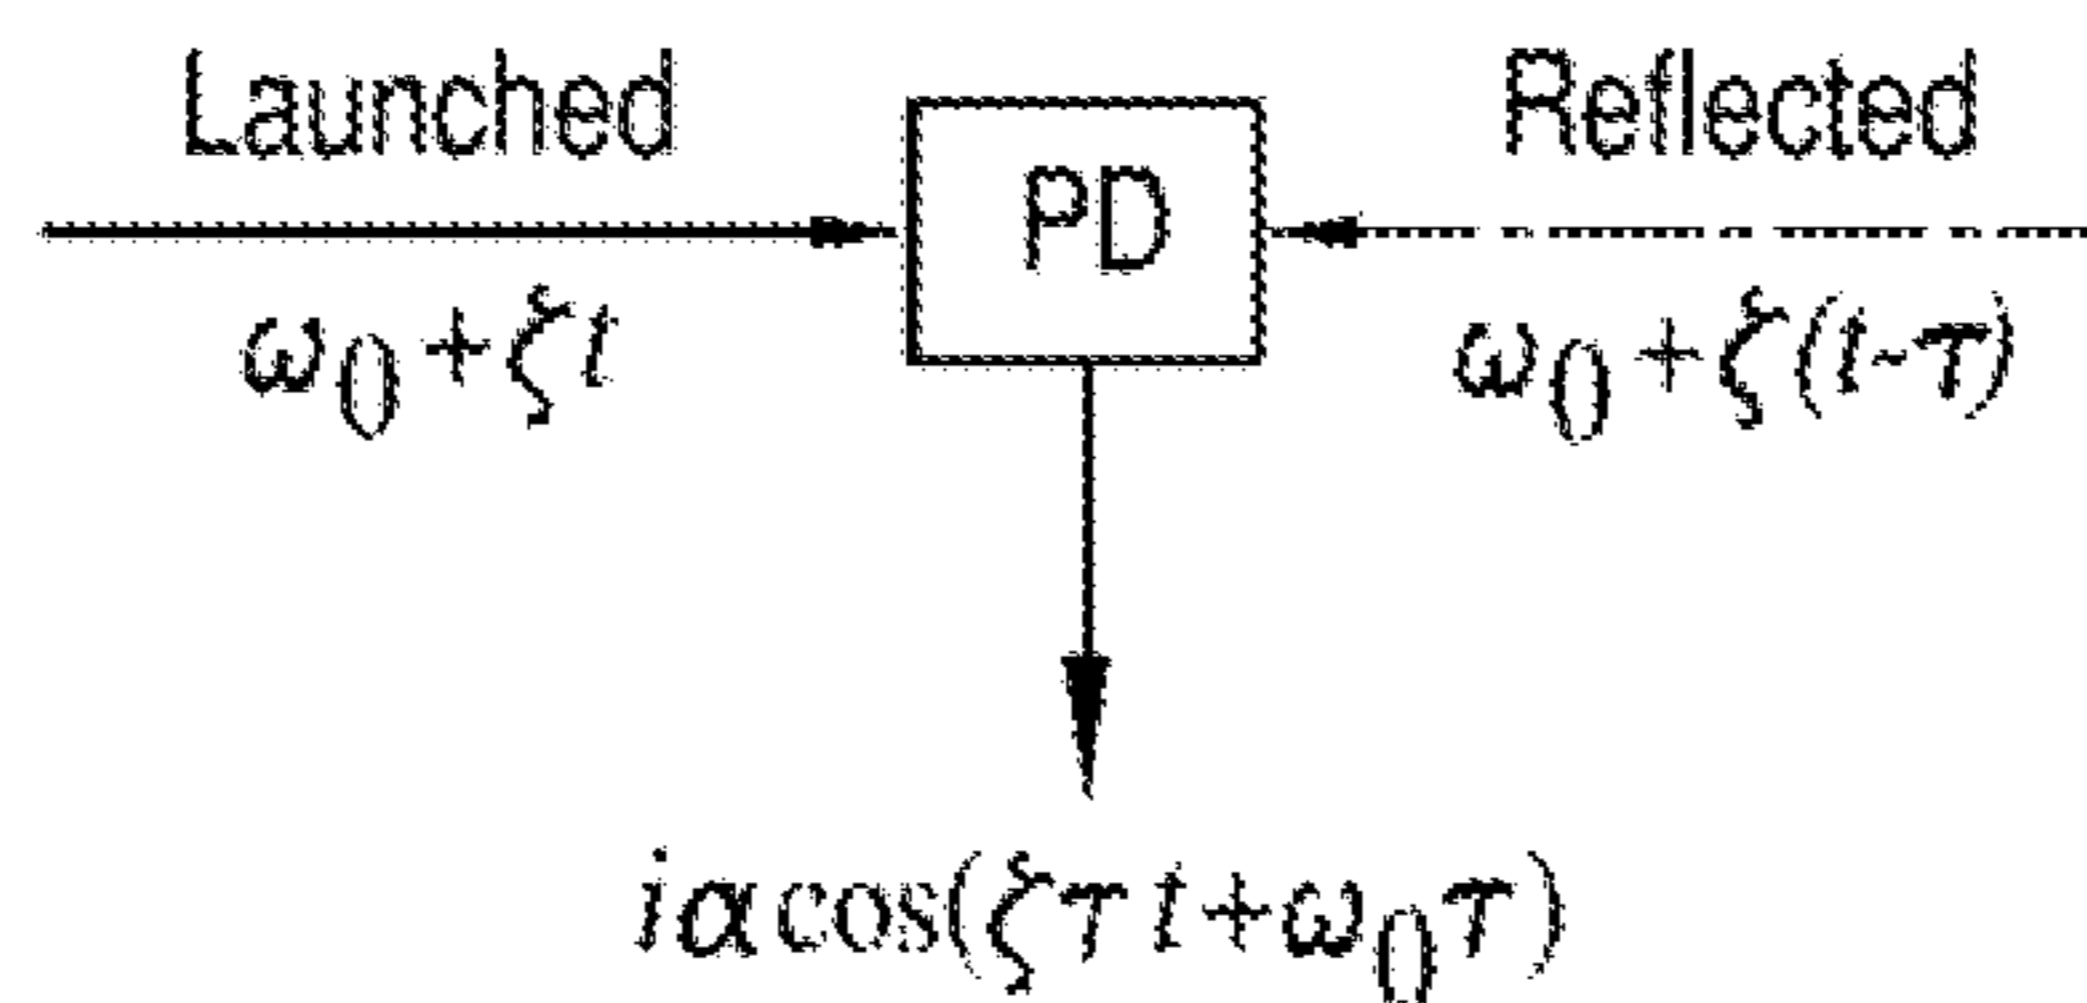 Launched
PD
Reflected
ω0+ζt
ω0+ζ(t-τ)
iαcos(ζτt+ω0τ)